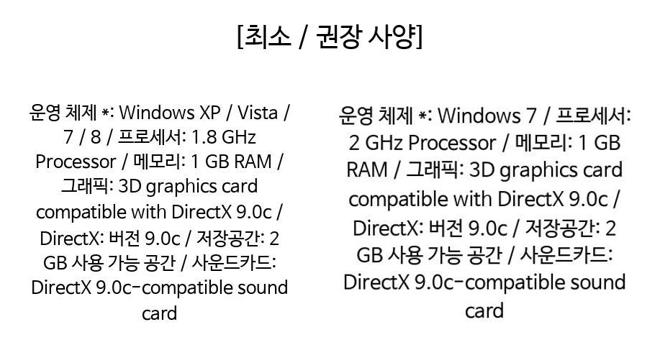 [최소 / 권장 사양]
운영 체제 *: Windows XP / Vista /
7 / 8 / 프로세서: 1.8 GHz
Processor / 메모리: 1 GB RAM /
그래픽: 3D graphics card
compatible with DirectX 9.0c /
DirectX: 버전 9.0c / 저장공간: 2
GB 사용 가능 공간 / 사운드카드:
DirectX 9.0c-compatible sound
card
운영 체제 *: Windows 7 / 프로세서:
2 GHz Processor / 메모리: 1 GB
RAM / 그래픽: 3D graphics card
compatible with DirectX 9.0c /
DirectX: 버전 9.0c / 저장공간: 2
GB 사용 가능 공간 / 사운드카드:
DirectX 9.0c-compatible sound
card